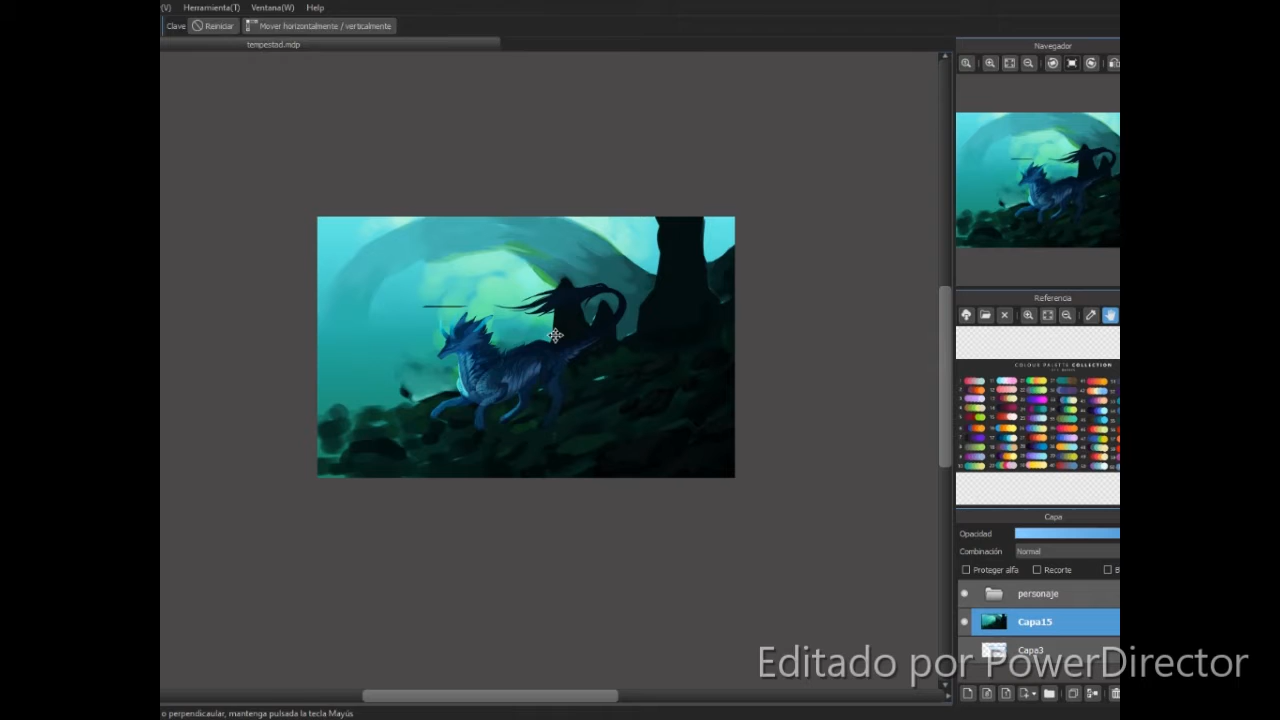 (V) Herramienta(T) Ventana(W) Help
Clave Reiniciar Mover horizontalmente / verticalmente
tempestad.mdp
Navegador
Referencia
COLOUR PALETTE COLLECTION
Capa
Opacidad
Combinación Normal
Proteger alfa Recorte B
personaje
Capa15
Capa3
Editado por PowerDirector
o perpendicaular, mantenga pulsada la tecla Mayús